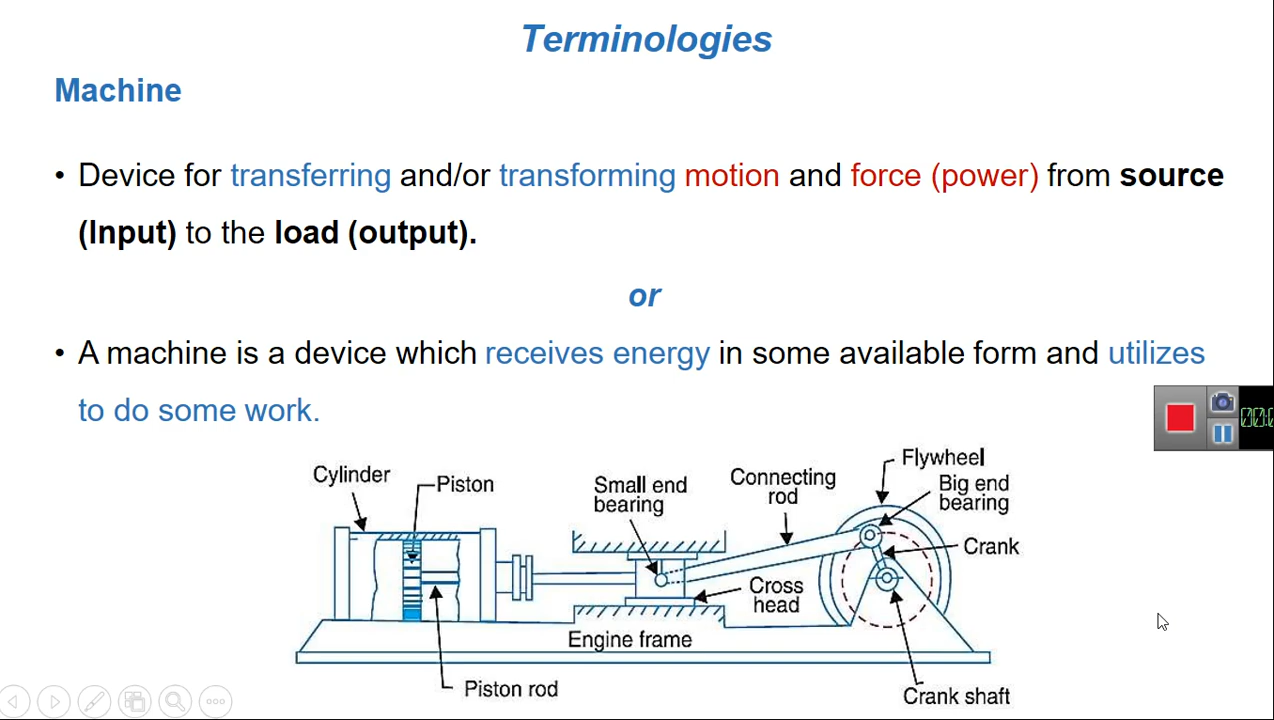 Terminologies
Machine
• Device for transferring and/or transforming motion and force (power) from source
(Input) to the load (output).
or
• A machine is a device which receives energy in some available form and utilizes
to do some work.
Cylinder
Piston
Small end
bearing
Connecting
rod
Flywheel
Big end
bearing
Crank
Cross
head
Engine frame
Piston rod
Crank shaft